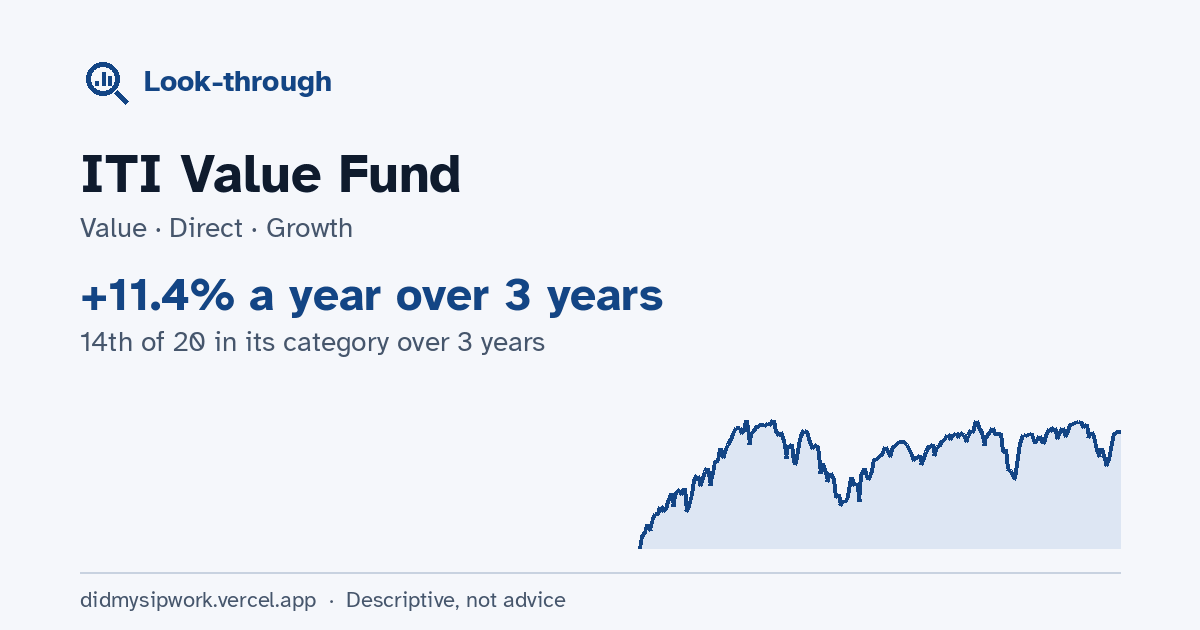 Look-through
ITI Value Fund
Value · Direct · Growth
+11.4% a year over 3 years
14th of 20 in its category over 3 years
didmysipwork.vercel.app · Descriptive, not advice